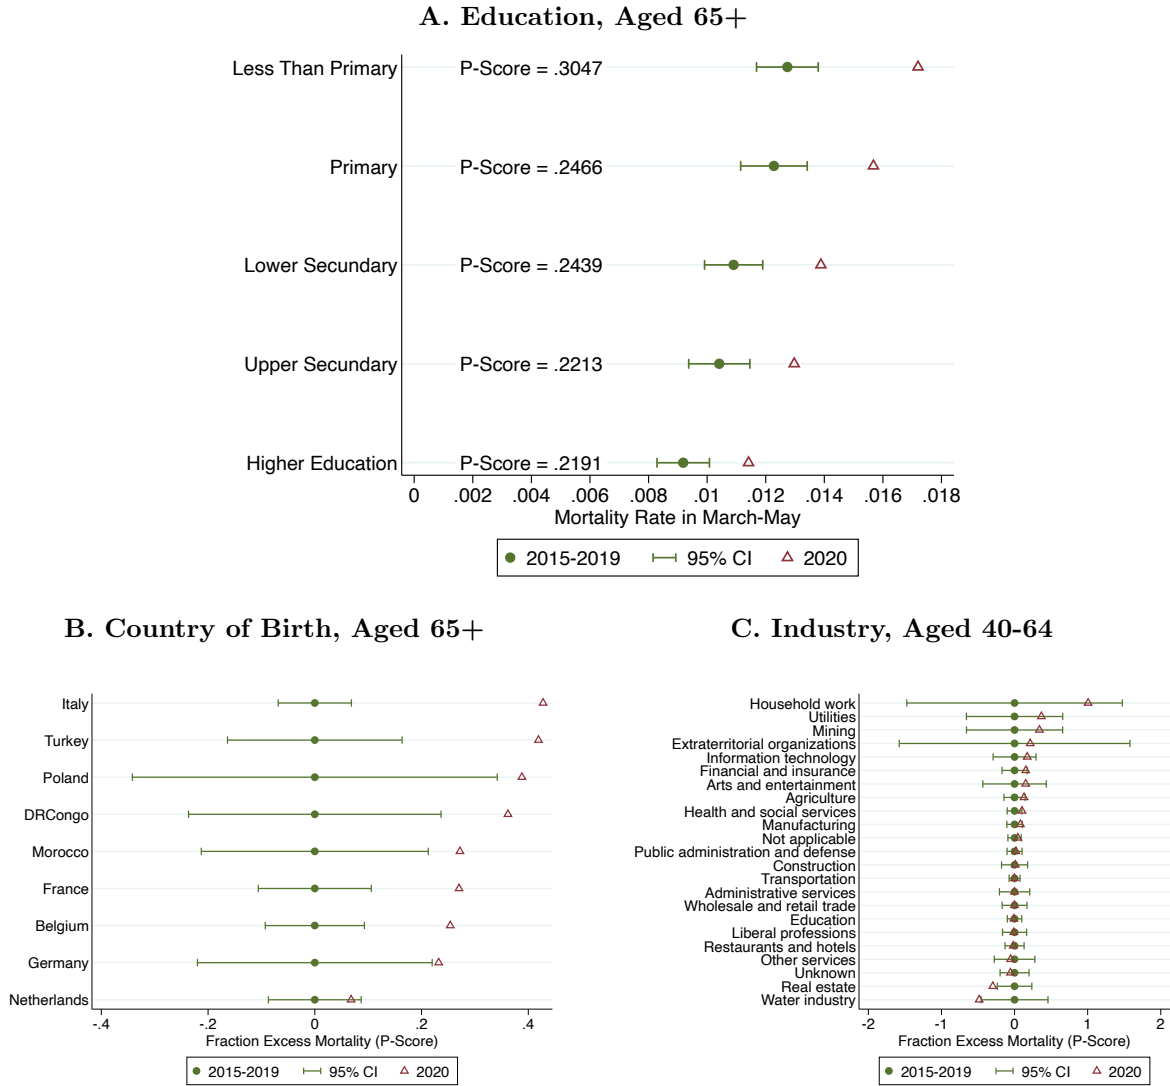 A. Education, Aged 65+
Less Than Primary P-Score = .3047
Primary P-Score = .2466
Lower Secundary P-Score = .2439
Upper Secundary P-Score = .2213
Higher Education P-Score = .2191
0 .002 .004 .006 .008 .01 .012 .014 .016 .018
Mortality Rate in March-May
2015-2019 95% CI 2020
B. Country of Birth, Aged 65+
Italy
Turkey
Poland
DRCongo
Morocco
France
Belgium
Germany
Netherlands
-.4 -.2 0 .2 .4
Fraction Excess Mortality (P-Score)
2015-2019 95% CI 2020
C. Industry, Aged 40-64
Household work
Utilities
Mining
Extraterritorial organizations
Information technology
Financial and insurance
Arts and entertainment
Agriculture
Health and social services
Manufacturing
Not applicable
Public administration and defense
Construction
Transportation
Administrative services
Wholesale and retail trade
Education
Liberal professions
Restaurants and hotels
Other services
Unknown
Real estate
Water industry
-2 -1 0 1 2
Fraction Excess Mortality (P-Score)
2015-2019 95% CI 2020